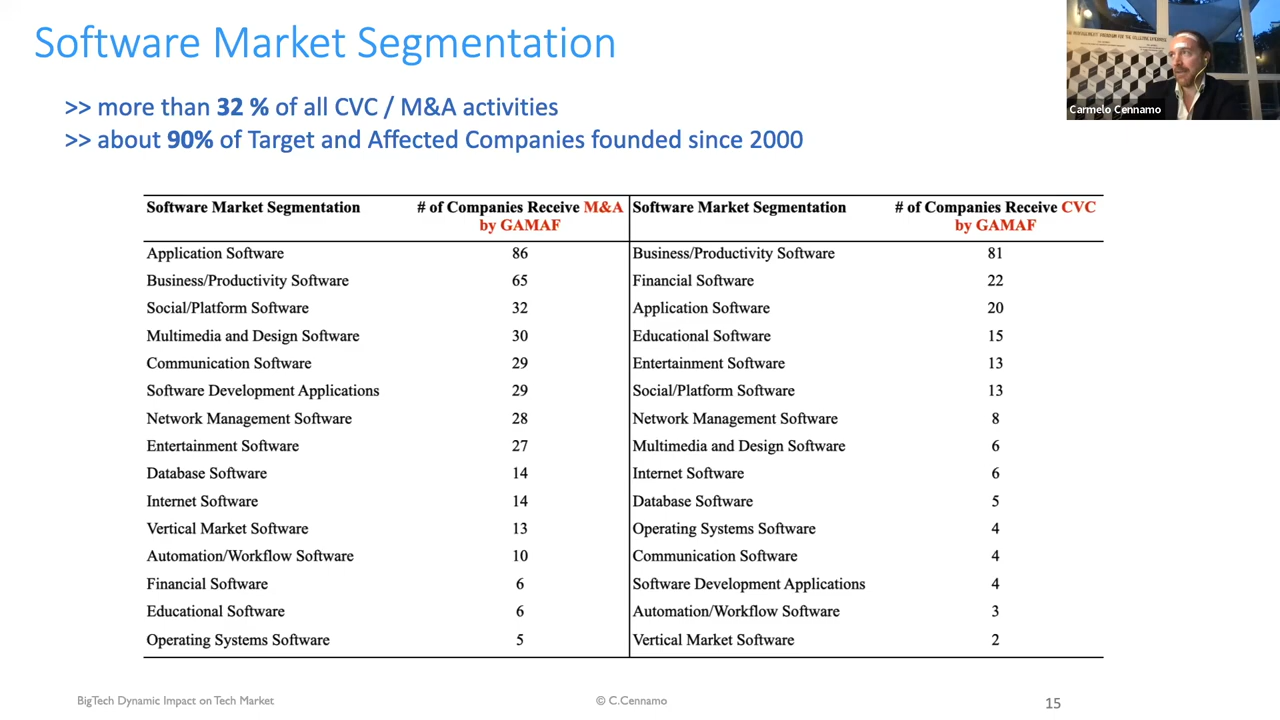 Software Market Segmentation
>> more than 32 % of all CVC / M&A activities
>> about 90% of Target and Affected Companies founded since 2000
Carmelo Cennamo
Software Market Segmentation # of Companies Receive M&A by GAMAF Software Market Segmentation # of Companies Receive CVC by GAMAF
Application Software 86 Business/Productivity Software 81
Business/Productivity Software 65 Financial Software 22
Social/Platform Software 32 Application Software 20
Multimedia and Design Software 30 Educational Software 15
Communication Software 29 Entertainment Software 13
Software Development Applications 29 Social/Platform Software 13
Network Management Software 28 Network Management Software 8
Entertainment Software 27 Multimedia and Design Software 6
Database Software 14 Internet Software 6
Internet Software 14 Database Software 5
Vertical Market Software 13 Operating Systems Software 4
Automation/Workflow Software 10 Communication Software 4
Financial Software 6 Software Development Applications 4
Educational Software 6 Automation/Workflow Software 3
Operating Systems Software 5 Vertical Market Software 2
BigTech Dynamic Impact on Tech Market © C.Cennamo 15